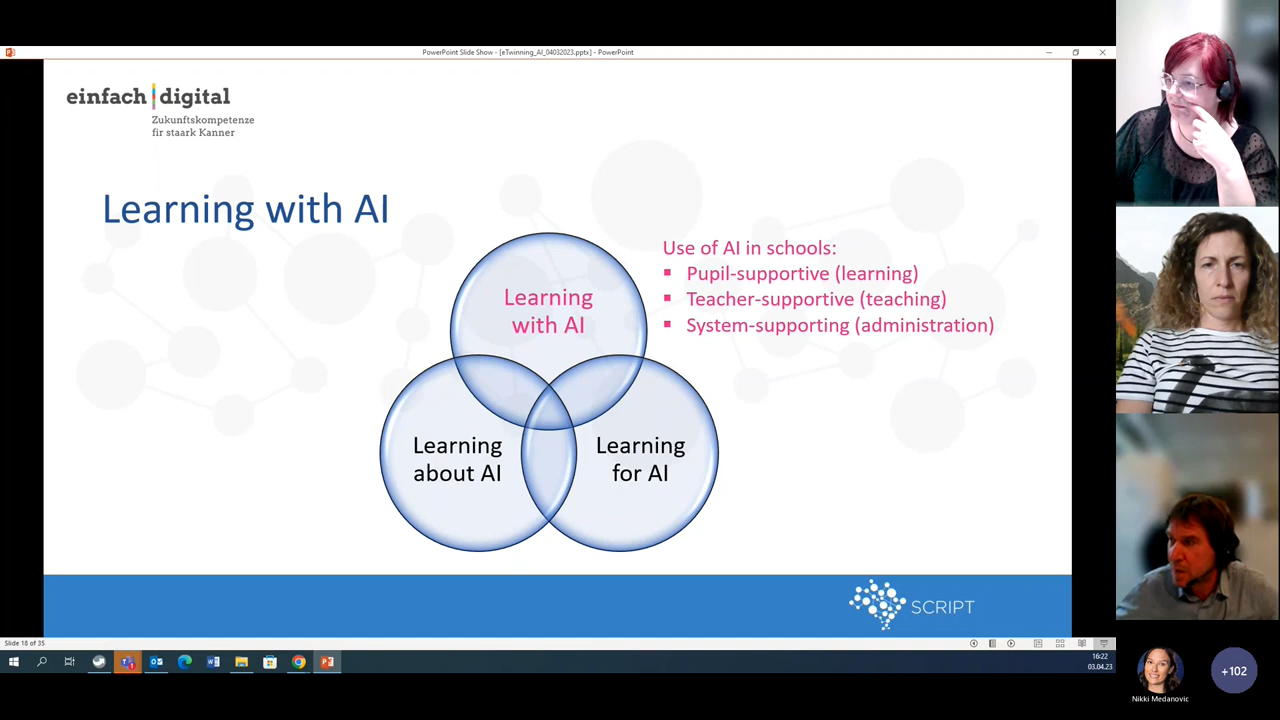 PowerPoint Slide Show - [eTwinning_AI_04032023.pptx] - PowerPoint
einfach digital
Zukunftskompetenze
fir staark Kanner
Learning with AI
Use of AI in schools:
▪ Pupil-supportive (learning)
▪ Teacher-supportive (teaching)
▪ System-supporting (administration)
Learning
with AI
Learning
about AI
Learning
for AI
SCRIPT
Slide 18 of 35
16:22
03.04.23
Nikki Medanovic
+102